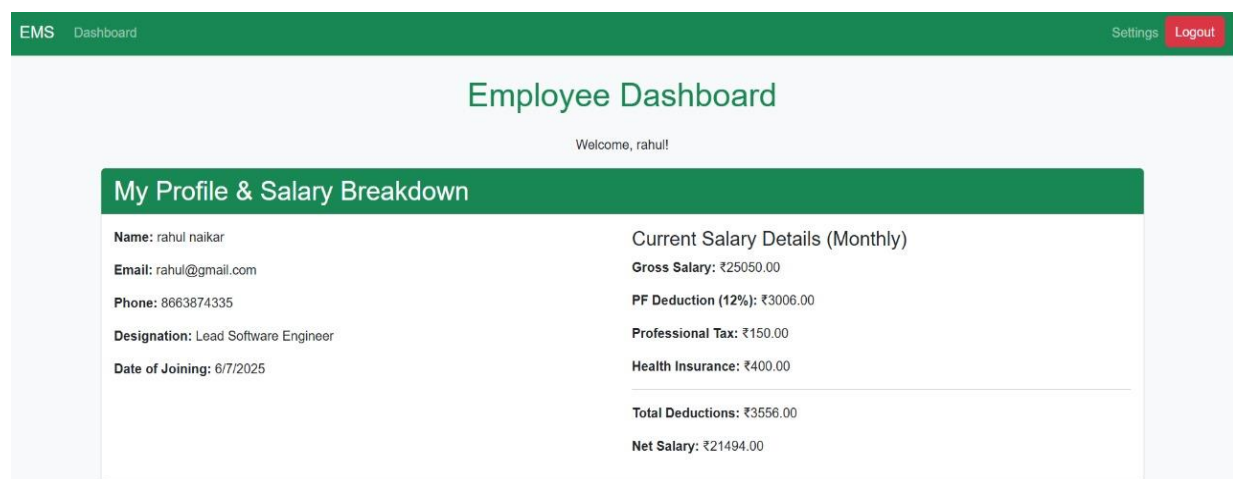 EMS Dashboard Settings Logout
Employee Dashboard
Welcome, rahul!
My Profile & Salary Breakdown
Name: rahul naikar
Email: rahul@gmail.com
Phone: 8663874335
Designation: Lead Software Engineer
Date of Joining: 6/7/2025
Current Salary Details (Monthly)
Gross Salary: ₹25050.00
PF Deduction (12%): ₹3006.00
Professional Tax: ₹150.00
Health Insurance: ₹400.00
Total Deductions: ₹3556.00
Net Salary: ₹21494.00